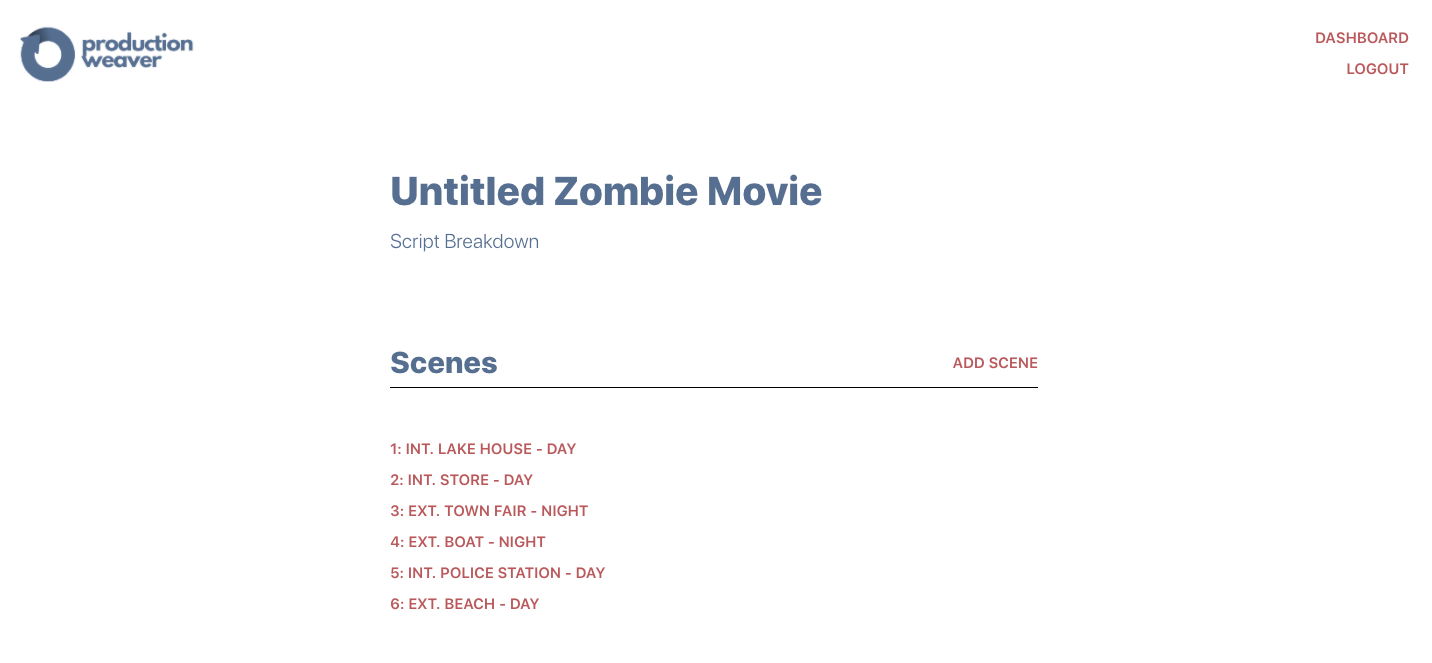 production
weaver
DASHBOARD
LOGOUT
Untitled Zombie Movie
Script Breakdown
Scenes
ADD SCENE
1: INT. LAKE HOUSE - DAY
2: INT. STORE - DAY
3: EXT. TOWN FAIR - NIGHT
4: EXT. BOAT - NIGHT
5: INT. POLICE STATION - DAY
6: EXT. BEACH - DAY